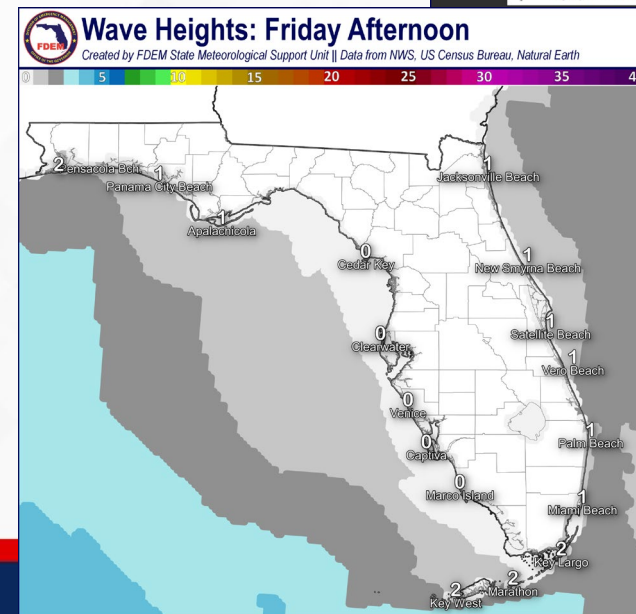 Wave Heights: Friday Afternoon
Created by FDEM State Meteorological Support Unit || Data from NWS, US Census Bureau, Natural Earth
FDEM
0 5 10 15 20 25 30 35 4
2
Pensacola Bch.
1
Panama City Beach
1
Apalachicola
1
Jacksonville Beach
0
Cedar Key
1
New Smyrna Beach
0
Clearwater
1
Satellite Beach
1
Vero Beach
0
Venice
1
Palm Beach
0
Captiva
0
Marco Island
1
Miami Beach
2
Key Largo
2
Marathon
2
Key West